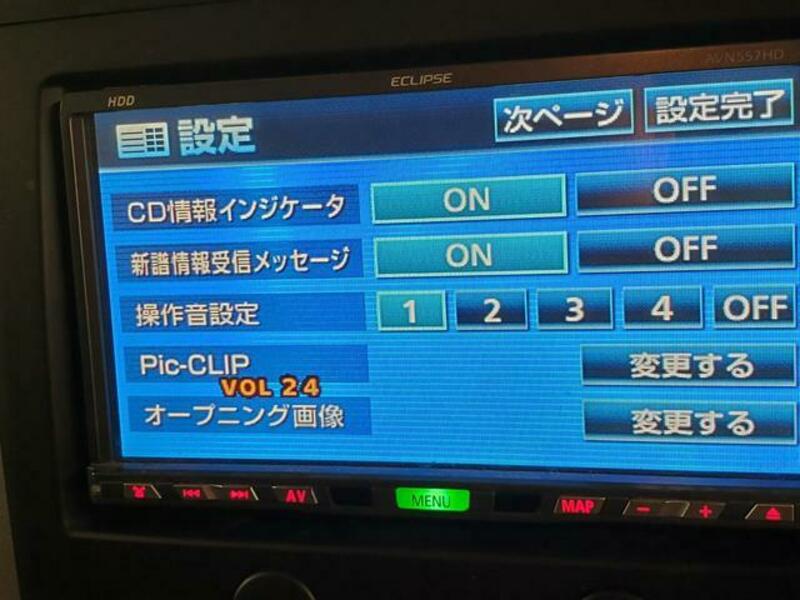 HDD
ECLIPSE
AVN557HD
設定
次ページ
設定完了
CD情報インジケータ
ON
OFF
新譜情報受信メッセージ
ON
OFF
操作音設定
1
2
3
4
OFF
Pic-CLIP
変更する
VOL 24
オープニング画像
変更する
AV
MENU
MAP